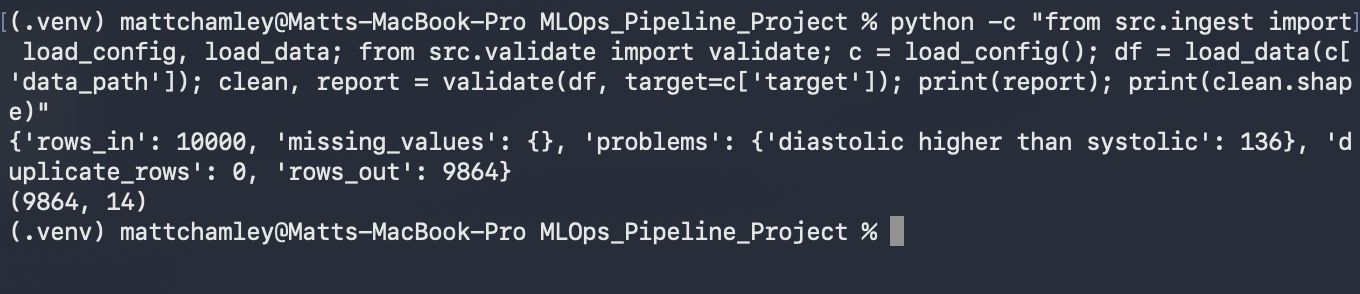 [(.venv) mattchamley@Matts-MacBook-Pro MLOps_Pipeline_Project % python -c "from src.ingest import]
 load_config, load_data; from src.validate import validate; c = load_config(); df = load_data(c[
'data_path']); clean, report = validate(df, target=c['target']); print(report); print(clean.shap
e)"
{'rows_in': 10000, 'missing_values': {}, 'problems': {'diastolic higher than systolic': 136}, 'd
uplicate_rows': 0, 'rows_out': 9864}
(9864, 14)
(.venv) mattchamley@Matts-MacBook-Pro MLOps_Pipeline_Project %